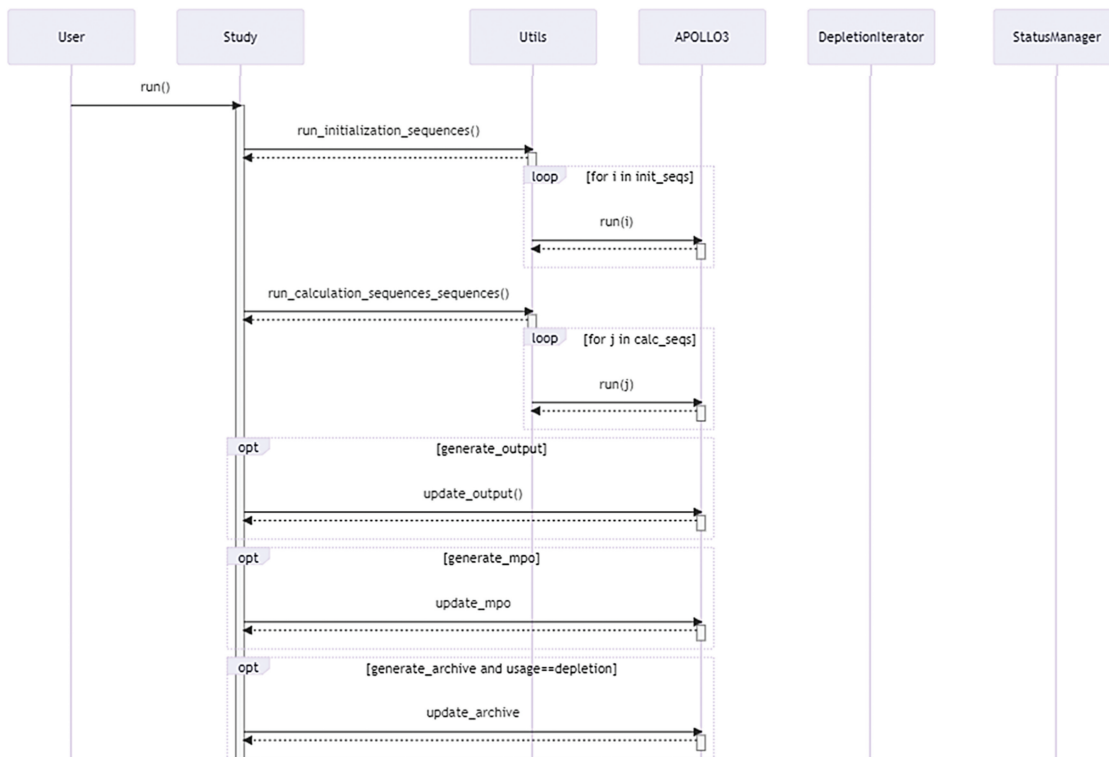 User
Study
Utils
APOLLO3
DepletionIterator
StatusManager
run()
run_initialization_sequences()
loop
[for i in init_seqs]
run(i)
run_calculation_sequences_sequences()
loop
[for j in calc_seqs]
run(j)
opt
[generate_output]
update_output()
opt
[generate_mpo]
update_mpo
opt
[generate_archive and usage==depletion]
update_archive